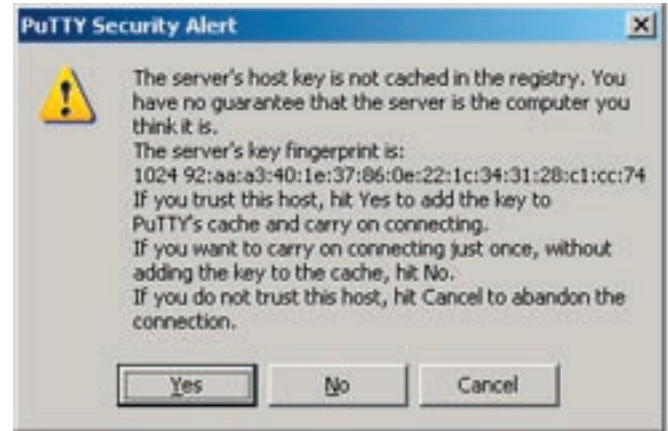 PuTTY Security Alert
The server's host key is not cached in the registry. You
have no guarantee that the server is the computer you
think it is.
The server's key fingerprint is:
1024 92:aa:a3:40:1e:37:86:0e:22:1c:34:31:28:c1:cc:74
If you trust this host, hit Yes to add the key to
PuTTY's cache and carry on connecting.
If you want to carry on connecting just once, without
adding the key to the cache, hit No.
If you do not trust this host, hit Cancel to abandon the
connection.
Yes No Cancel